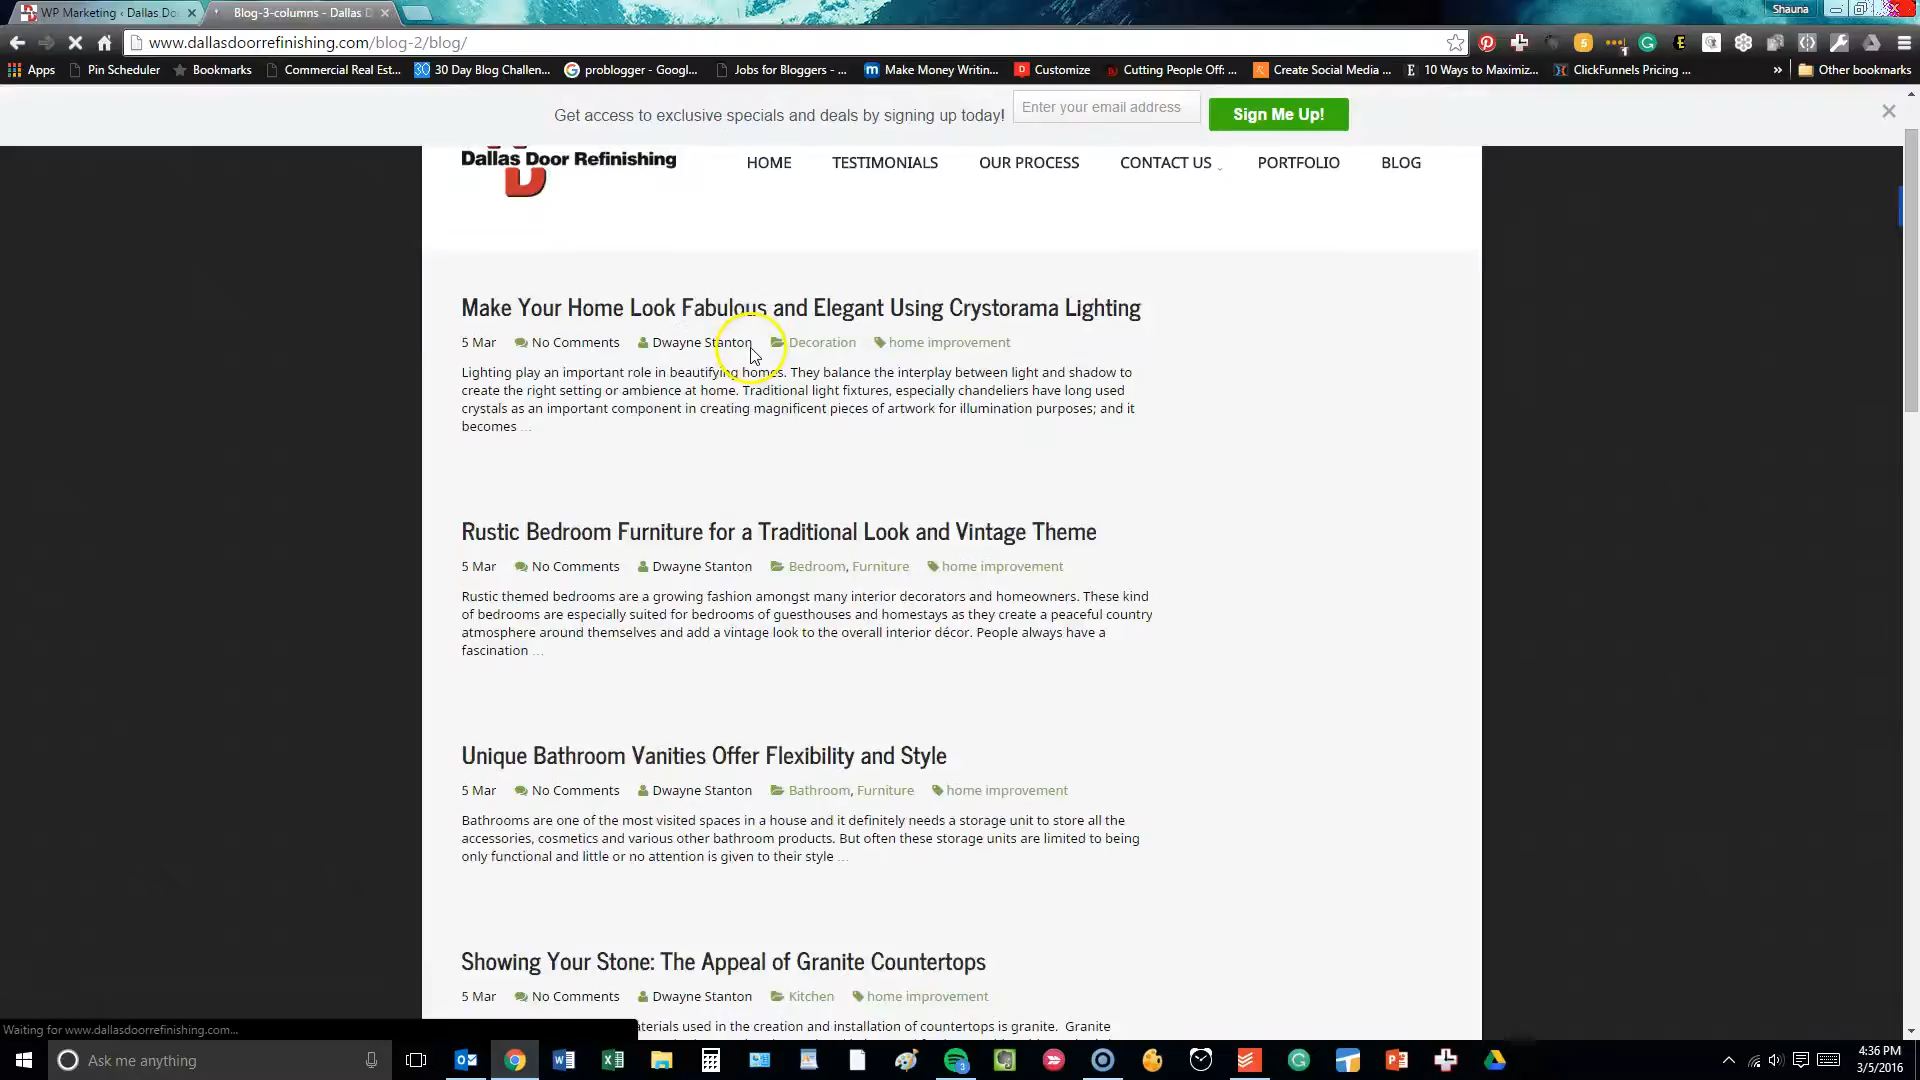 WP Marketing ‹ Dallas Do
Blog-3-columns - Dallas D
Shauna
www.dallasdoorrefinishing.com/blog-2/blog/
Apps
Pin Scheduler
Bookmarks
Commercial Real Est...
30 Day Blog Challen...
problogger - Googl...
Jobs for Bloggers - ...
Make Money Writin...
Customize
Cutting People Off: ...
Create Social Media ...
10 Ways to Maximiz...
ClickFunnels Pricing ...
»
Other bookmarks
Get access to exclusive specials and deals by signing up today!
Enter your email address
Sign Me Up!
Dallas Door Refinishing
D
HOME
TESTIMONIALS
OUR PROCESS
CONTACT US
PORTFOLIO
BLOG
Make Your Home Look Fabulous and Elegant Using Crystorama Lighting
5 Mar No Comments Dwayne Stanton Decoration home improvement
Lighting play an important role in beautifying homes. They balance the interplay between light and shadow to
create the right setting or ambience at home. Traditional light fixtures, especially chandeliers have long used
crystals as an important component in creating magnificent pieces of artwork for illumination purposes; and it
becomes ...
Rustic Bedroom Furniture for a Traditional Look and Vintage Theme
5 Mar No Comments Dwayne Stanton Bedroom, Furniture home improvement
Rustic themed bedrooms are a growing fashion amongst many interior decorators and homeowners. These kind
of bedrooms are especially suited for bedrooms of guesthouses and homestays as they create a peaceful country
atmosphere around themselves and add a vintage look to the overall interior décor. People always have a
fascination ...
Unique Bathroom Vanities Offer Flexibility and Style
5 Mar No Comments Dwayne Stanton Bathroom, Furniture home improvement
Bathrooms are one of the most visited spaces in a house and it definitely needs a storage unit to store all the
accessories, cosmetics and various other bathroom products. But often these storage units are limited to being
only functional and little or no attention is given to their style ...
Showing Your Stone: The Appeal of Granite Countertops
5 Mar No Comments Dwayne Stanton Kitchen home improvement
aterials used in the creation and installation of countertops is granite. Granite
Waiting for www.dallasdoorrefinishing.com...
Ask me anything
4:36 PM
3/5/2016